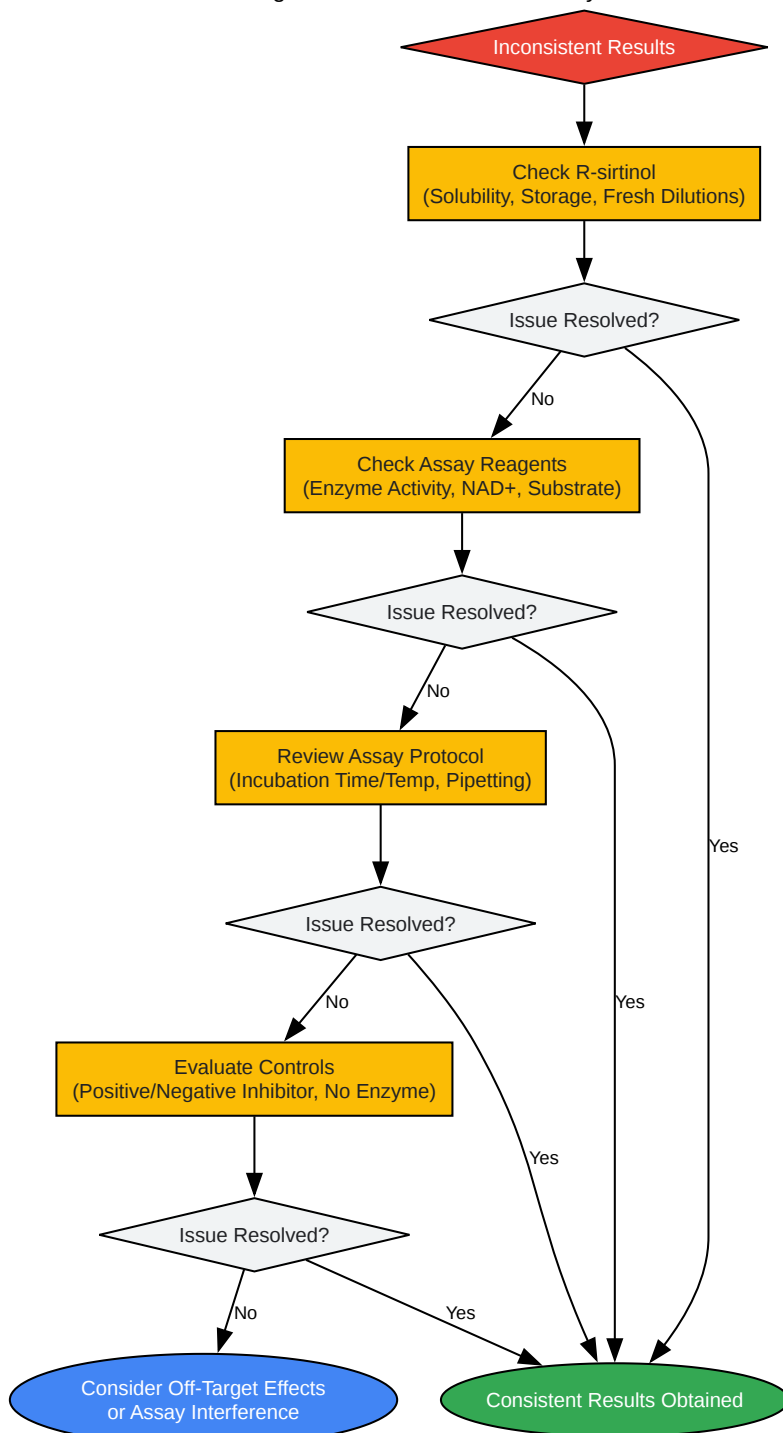 Inconsistent Results
Check R-sirtinol
(Solubility, Storage, Fresh Dilutions)
Issue Resolved?
No
Check Assay Reagents
(Enzyme Activity, NAD+, Substrate)
Issue Resolved?
No
Review Assay Protocol
(Incubation Time/Temp, Pipetting)
Yes
Issue Resolved?
No
Yes
Evaluate Controls
(Positive/Negative Inhibitor, No Enzyme)
Yes
Issue Resolved?
No
Yes
Consider Off-Target Effects
or Assay Interference
Consistent Results Obtained